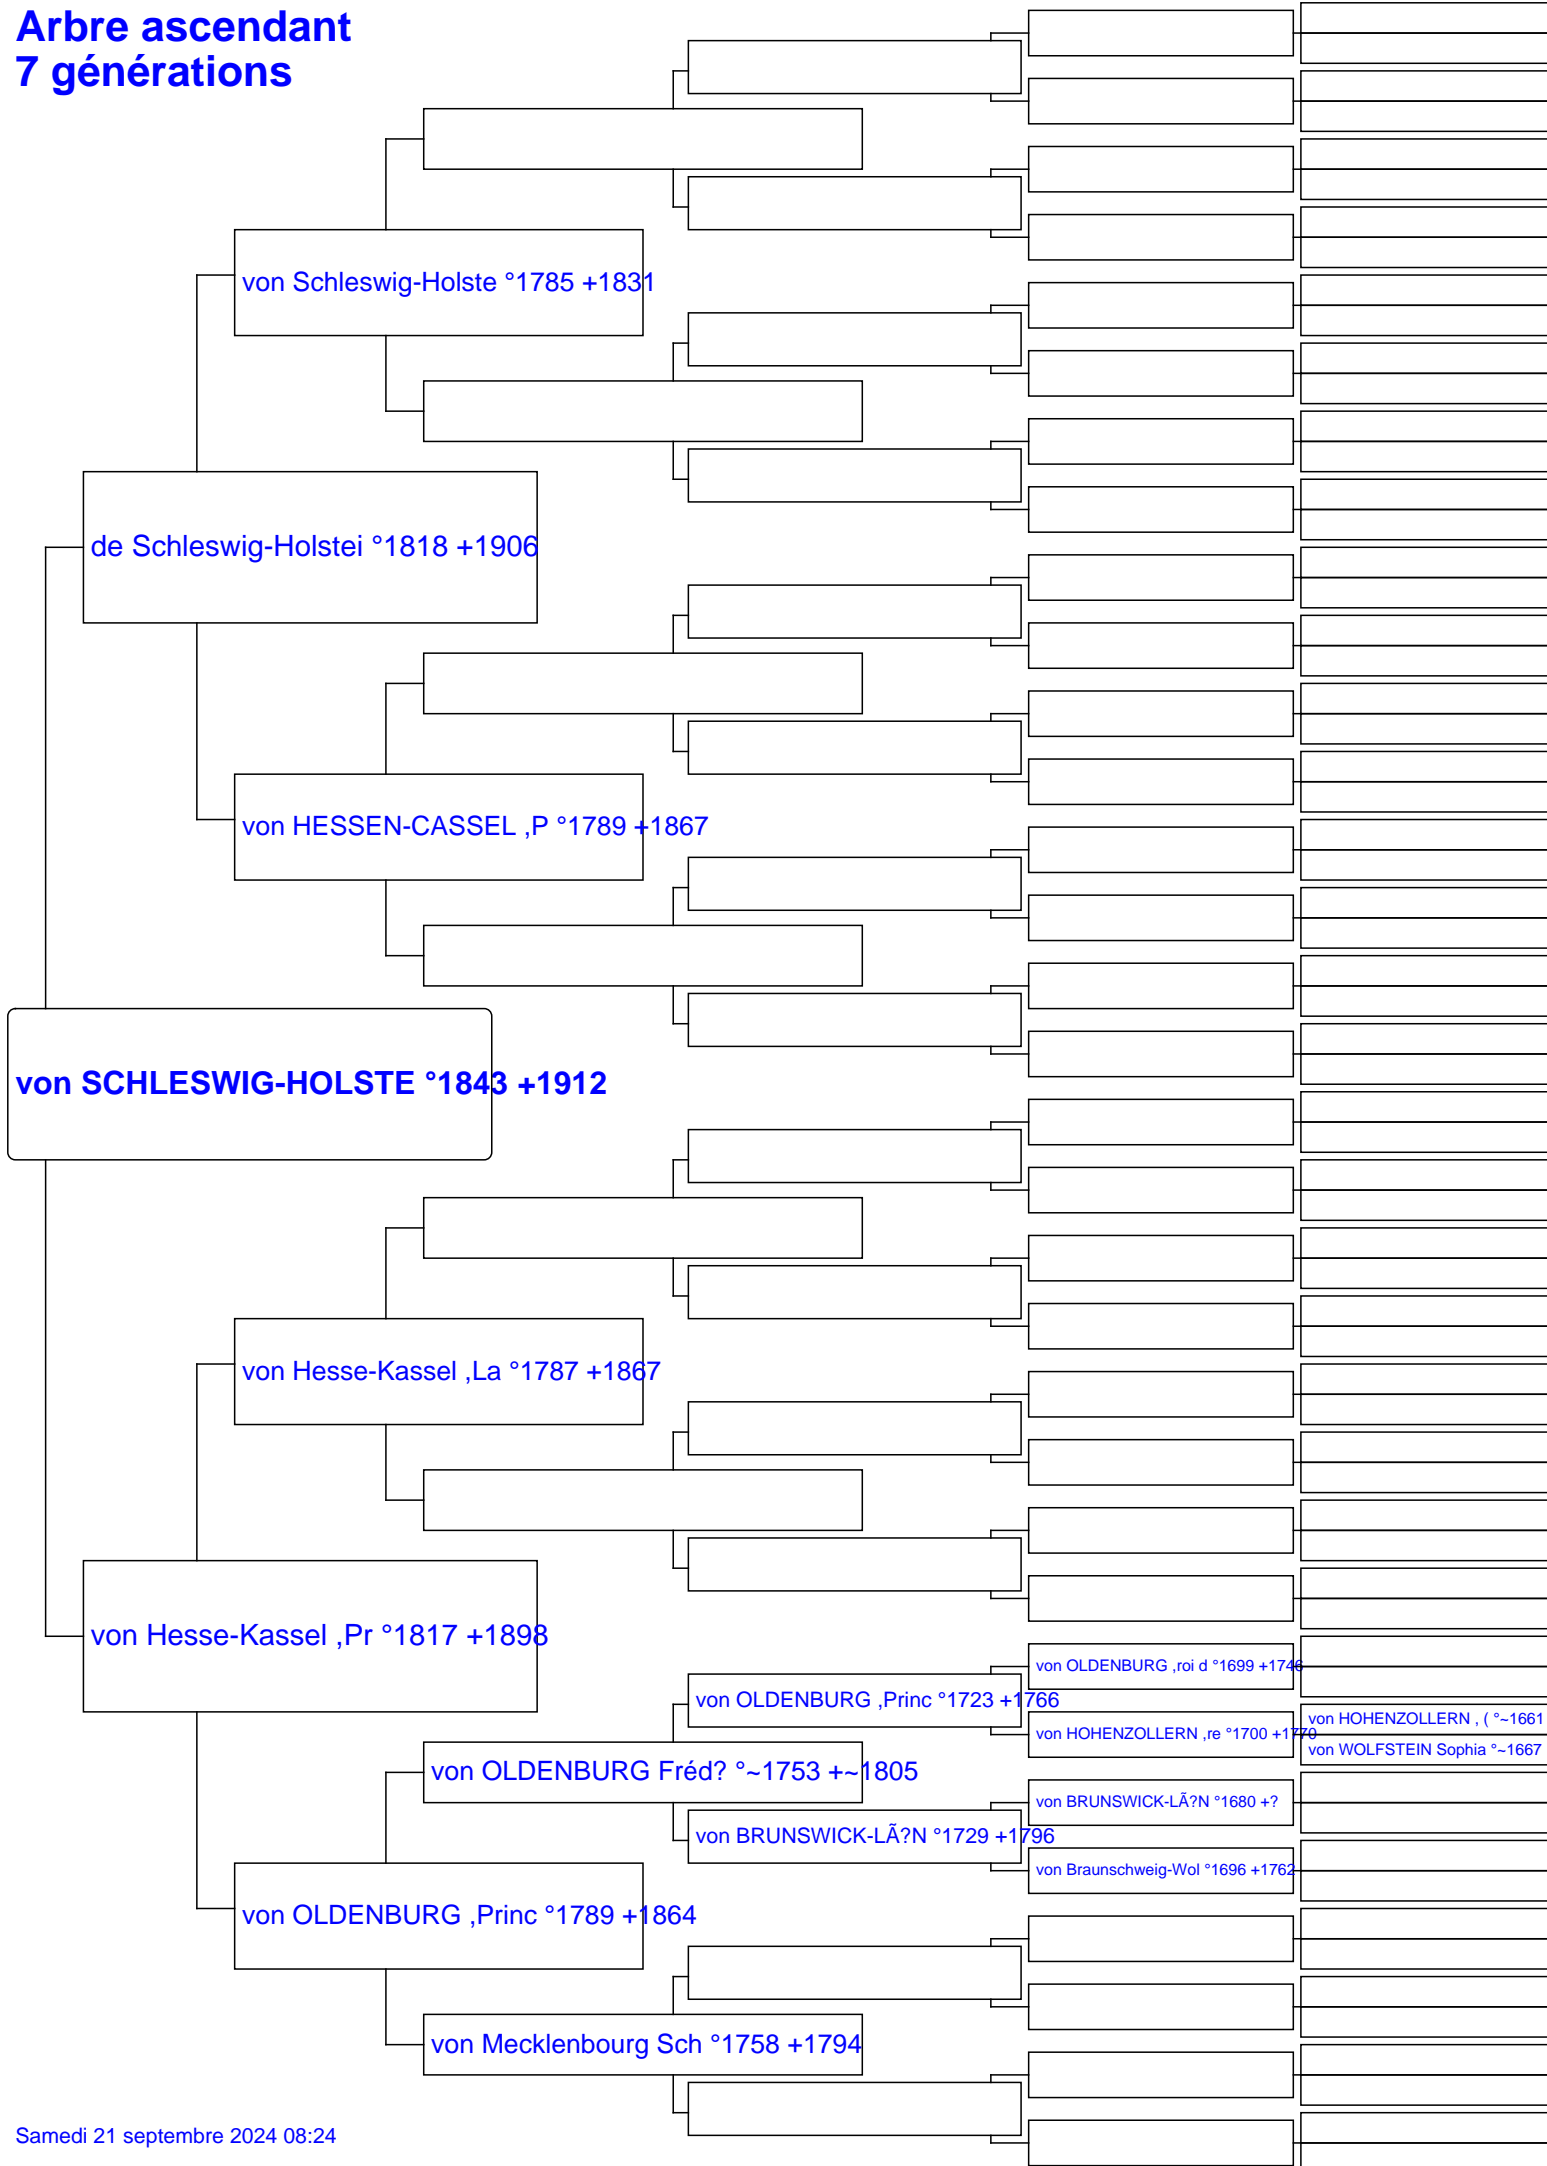 Arbre ascendant
7 générations
von Schleswig-Holste °1785 +1831
de Schleswig-Holstei °1818 +1906
von HESSEN-CASSEL ,P °1789 +1867
von SCHLESWIG-HOLSTE °1843 +1912
von Hesse-Kassel ,La °1787 +1867
von Hesse-Kassel ,Pr °1817 +1898
von OLDENBURG ,roi d °1699 +1746
von OLDENBURG ,Princ °1723 +1766
von HOHENZOLLERN ,re °1700 +1770
von HOHENZOLLERN , ( °~1661
von WOLFSTEIN Sophia °~1667
von OLDENBURG Fréd? °~1753 +~1805
von BRUNSWICK-LÃ?N °1680 +?
von BRUNSWICK-LÃ?N °1729 +1796
von Braunschweig-Wol °1696 +1762
von OLDENBURG ,Princ °1789 +1864
von Mecklenbourg Sch °1758 +1794
Samedi 21 septembre 2024 08:24